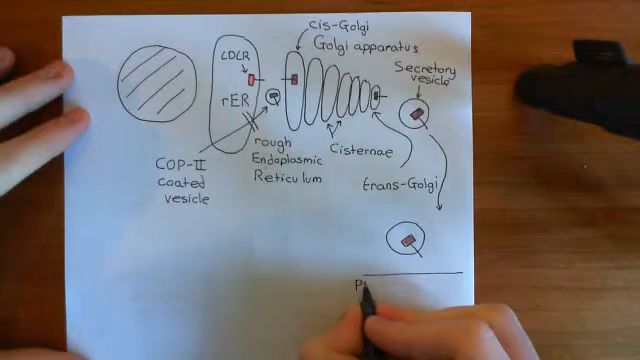 cis-Golgi
Golgi apparatus
LDLR
rER
Secretory
vesicle
rough
Endoplasmic
Reticulum
Cisternae
COP-II
coated
vesicle
trans-Golgi
P